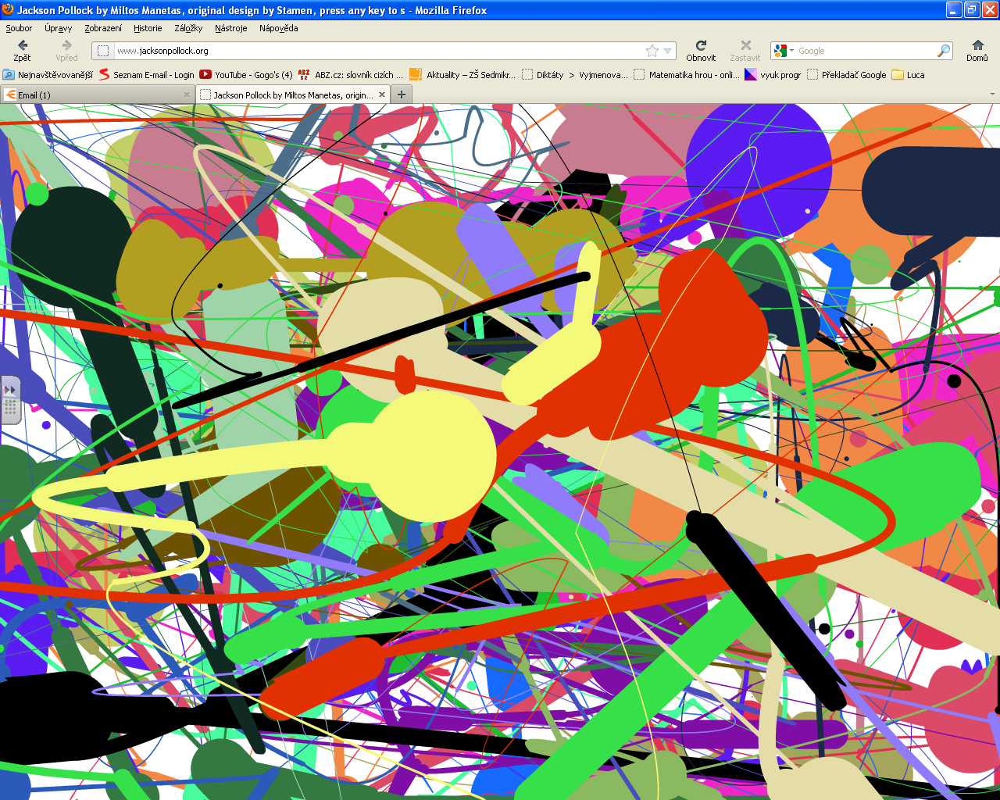 Jackson Pollock by Miltos Manetas, original design by Stamen, press any key to s - Mozilla Firefox
Soubor Úpravy Zobrazení Historie Záložky Nástroje Nápověda
Zpět Vpřed www.jacksonpollock.org Obnovit Zastavit Google Domů
Nejnavštěvovanější Seznam E-mail - Login YouTube - Gogo's (4) ABZ.cz: slovník cizích ... Aktuality – ZŠ Sedmikr... Diktáty > Vyjmenova... Matematika hrou - onli... vyuk progr Překladač Google Luca
Email (1) Jackson Pollock by Miltos Manetas, origin...